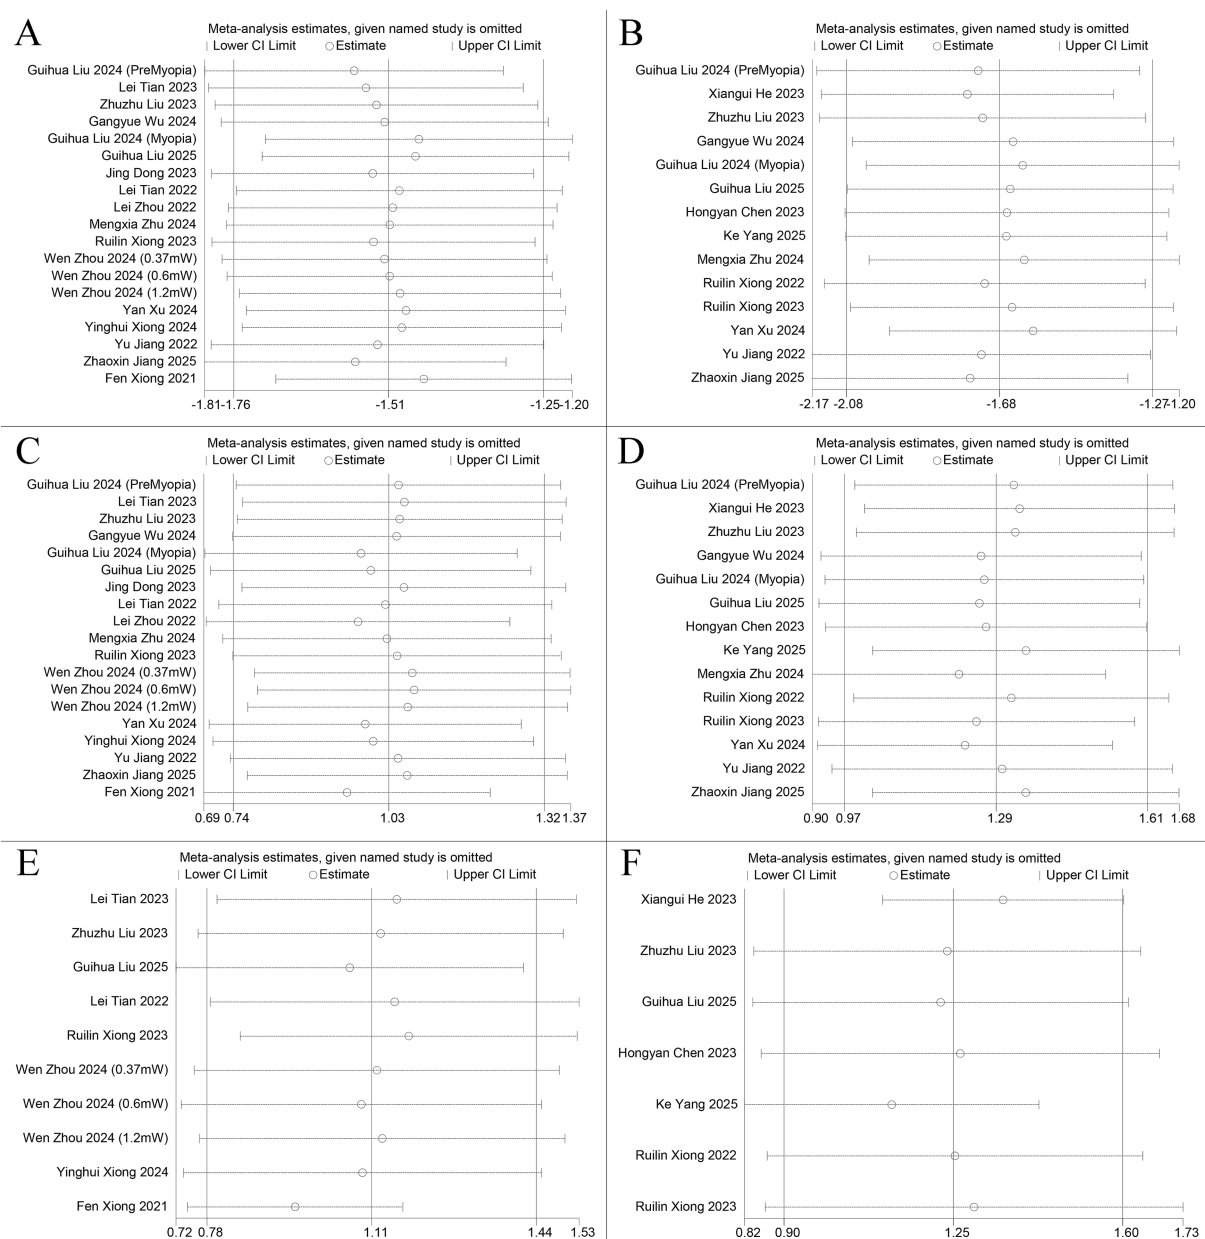 A
Meta-analysis estimates, given named study is omitted
Lower CI Limit Estimate Upper CI Limit
Guihua Liu 2024 (PreMyopia)
Lei Tian 2023
Zhuzhu Liu 2023
Gangyue Wu 2024
Guihua Liu 2024 (Myopia)
Guihua Liu 2025
Jing Dong 2023
Lei Tian 2022
Lei Zhou 2022
Mengxia Zhu 2024
Ruilin Xiong 2023
Wen Zhou 2024 (0.37mW)
Wen Zhou 2024 (0.6mW)
Wen Zhou 2024 (1.2mW)
Yan Xu 2024
Yinghui Xiong 2024
Yu Jiang 2022
Zhaoxin Jiang 2025
Fen Xiong 2021
-1.81 -1.76 -1.51 -1.25 -1.20
B
Meta-analysis estimates, given named study is omitted
Lower CI Limit Estimate Upper CI Limit
Guihua Liu 2024 (PreMyopia)
Xiangui He 2023
Zhuzhu Liu 2023
Gangyue Wu 2024
Guihua Liu 2024 (Myopia)
Guihua Liu 2025
Hongyan Chen 2023
Ke Yang 2025
Mengxia Zhu 2024
Ruilin Xiong 2022
Ruilin Xiong 2023
Yan Xu 2024
Yu Jiang 2022
Zhaoxin Jiang 2025
-2.17 -2.08 -1.68 -1.27 -1.20
C
Meta-analysis estimates, given named study is omitted
Lower CI Limit Estimate Upper CI Limit
Guihua Liu 2024 (PreMyopia)
Lei Tian 2023
Zhuzhu Liu 2023
Gangyue Wu 2024
Guihua Liu 2024 (Myopia)
Guihua Liu 2025
Jing Dong 2023
Lei Tian 2022
Lei Zhou 2022
Mengxia Zhu 2024
Ruilin Xiong 2023
Wen Zhou 2024 (0.37mW)
Wen Zhou 2024 (0.6mW)
Wen Zhou 2024 (1.2mW)
Yan Xu 2024
Yinghui Xiong 2024
Yu Jiang 2022
Zhaoxin Jiang 2025
Fen Xiong 2021
0.69 0.74 1.03 1.32 1.37
D
Meta-analysis estimates, given named study is omitted
Lower CI Limit Estimate Upper CI Limit
Guihua Liu 2024 (PreMyopia)
Xiangui He 2023
Zhuzhu Liu 2023
Gangyue Wu 2024
Guihua Liu 2024 (Myopia)
Guihua Liu 2025
Hongyan Chen 2023
Ke Yang 2025
Mengxia Zhu 2024
Ruilin Xiong 2022
Ruilin Xiong 2023
Yan Xu 2024
Yu Jiang 2022
Zhaoxin Jiang 2025
0.90 0.97 1.29 1.61 1.68
E
Meta-analysis estimates, given named study is omitted
Lower CI Limit Estimate Upper CI Limit
Lei Tian 2023
Zhuzhu Liu 2023
Guihua Liu 2025
Lei Tian 2022
Ruilin Xiong 2023
Wen Zhou 2024 (0.37mW)
Wen Zhou 2024 (0.6mW)
Wen Zhou 2024 (1.2mW)
Yinghui Xiong 2024
Fen Xiong 2021
0.72 0.78 1.11 1.44 1.53
F
Meta-analysis estimates, given named study is omitted
Lower CI Limit Estimate Upper CI Limit
Xiangui He 2023
Zhuzhu Liu 2023
Guihua Liu 2025
Hongyan Chen 2023
Ke Yang 2025
Ruilin Xiong 2022
Ruilin Xiong 2023
0.82 0.90 1.25 1.60 1.73